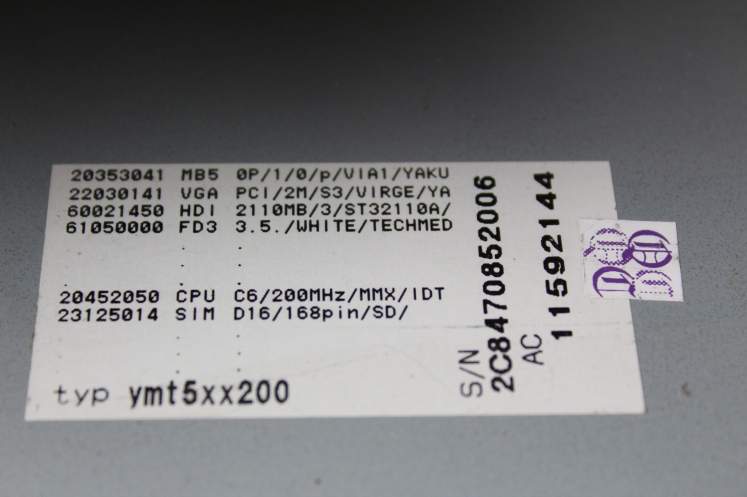 20353041 MB5 0P/1/0/p/VIA1/YAKU
22030141 VGA PCI/2M/S3/VIRGE/YA
60021450 HDI 2110MB/3/ST32110A/
61050000 FD3 3.5./WHITE/TECHMED
. . .
. . .
20452050 CPU C6/200MHz/MMX/IDT
23125014 SIM D16/168pin/SD/
. . .
. . .
typ ymt5xx200
S/N
2C8470852006
AC
11592144